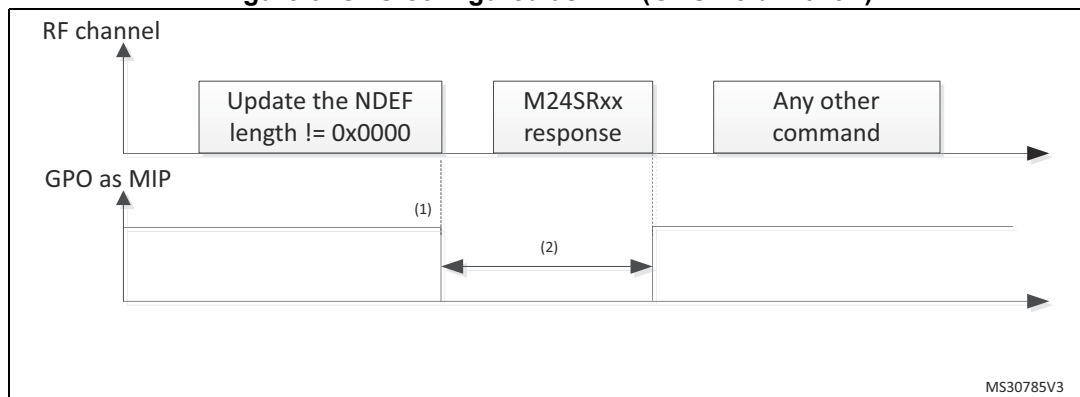 RF channel
Update the NDEF
length != 0x0000
M24SRxx
response
Any other
command
GPO as MIP
(1)
(2)
MS30785V3